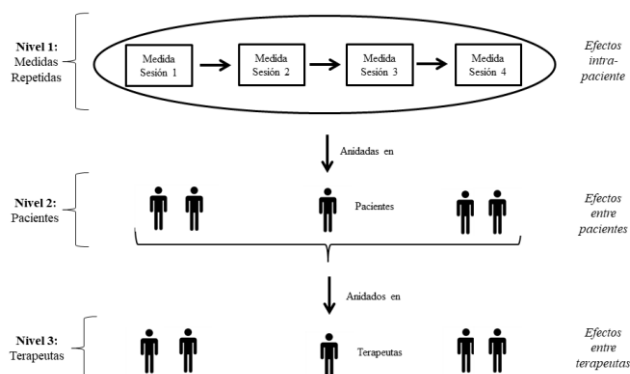 Nivel 1:
Medidas
Repetidas
Medida
Sesión 1
Medida
Sesión 2
Medida
Sesión 3
Medida
Sesión 4
Efectos
intra-
paciente
Anidadas en
Nivel 2:
Pacientes
Pacientes
Efectos
entre
pacientes
Anidados en
Nivel 3:
Terapeutas
Terapeutas
Efectos
entre
terapeutas